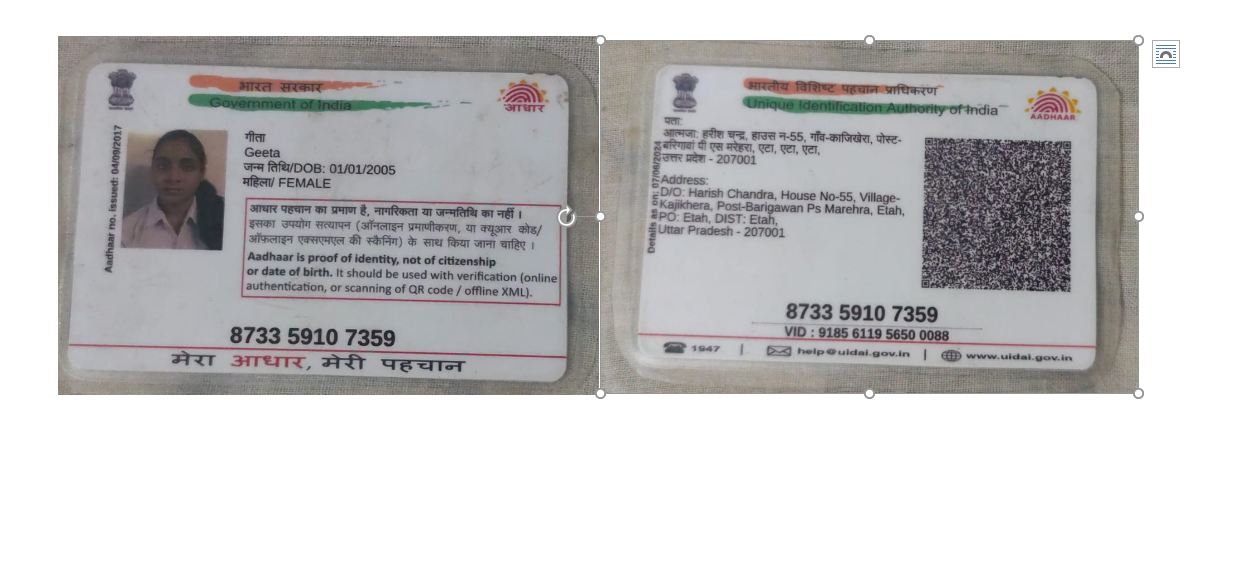 भारत सरकार
Government of India
आधार
Aadhaar no. issued: 04/09/2017
गीता
Geeta
जन्म तिथि/DOB: 01/01/2005
महिला/ FEMALE
आधार पहचान का प्रमाण है, नागरिकता या जन्मतिथि का नहीं ।
इसका उपयोग सत्यापन (ऑनलाइन प्रमाणीकरण, या क्यूआर कोड/
ऑफ़लाइन एक्सएमएल की स्कैनिंग) के साथ किया जाना चाहिए ।
Aadhaar is proof of identity, not of citizenship
or date of birth. It should be used with verification (online
authentication, or scanning of QR code / offline XML).
8733 5910 7359
मेरा आधार, मेरी पहचान
भारतीय विशिष्ट पहचान प्राधिकरण
Unique Identification Authority of India
AADHAAR
Details as on: 07/06/2024
पता:
आत्मजा: हरीश चन्द्र, हाउस न-55, गाँव-काजिखेरा, पोस्ट-
बरिगावां पी एस मरेहरा, एटा, एटा, एटा,
उत्तर प्रदेश - 207001
Address:
D/O: Harish Chandra, House No-55, Village-
Kajikhera, Post-Barigawan Ps Marehra, Etah,
PO: Etah, DIST: Etah,
Uttar Pradesh - 207001
8733 5910 7359
VID : 9185 6119 5650 0088
1947 | help@uidai.gov.in | www.uidai.gov.in